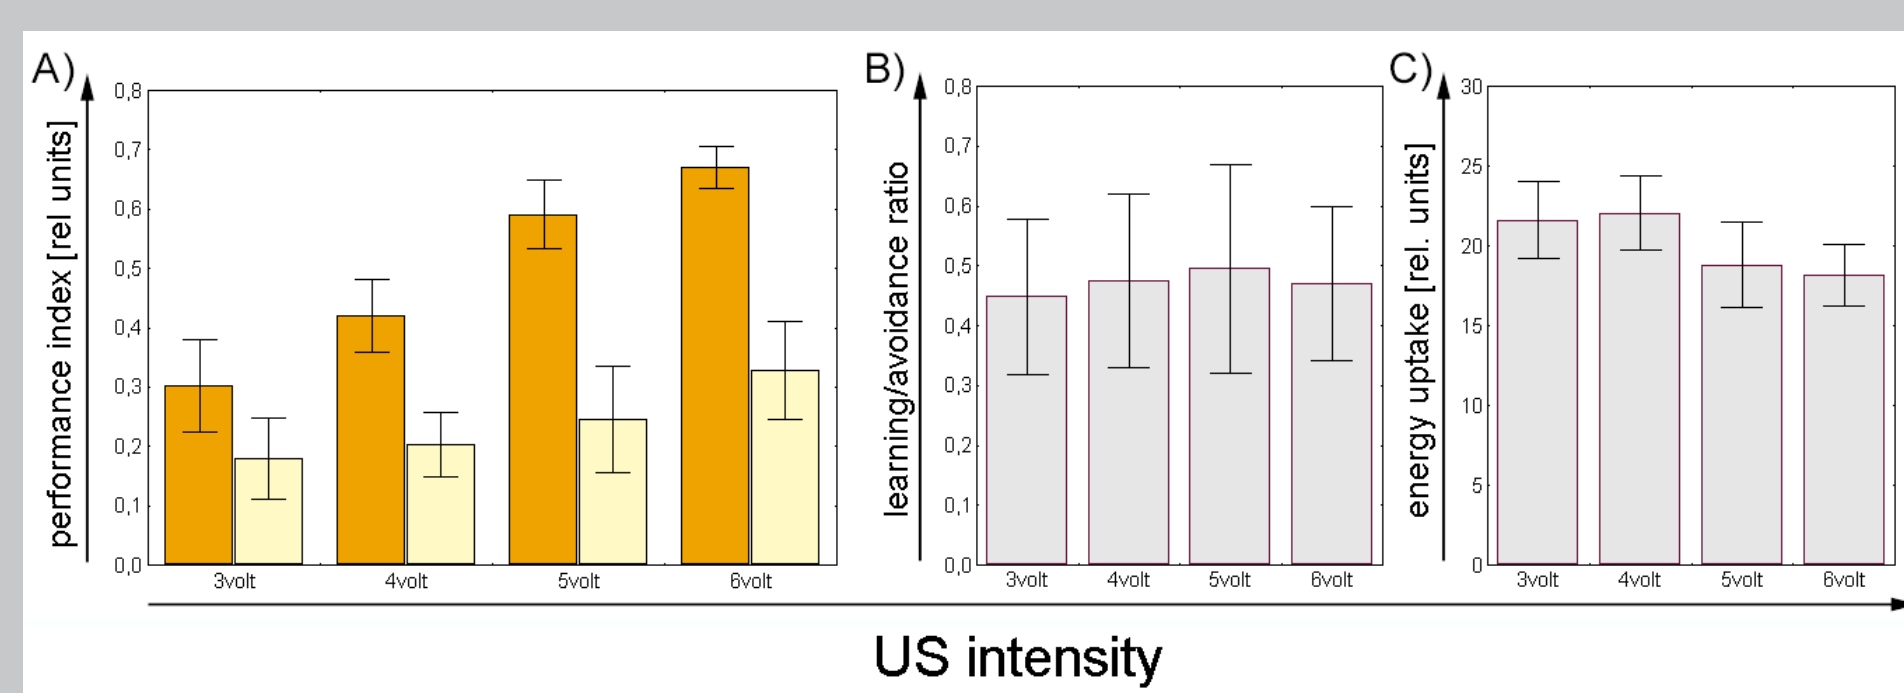 A)
performance index [rel units]
0,8
0,7
0,6
0,5
0,4
0,3
0,2
0,1
0,0
3volt 4volt 5volt 6volt
B)
learning/avoidance ratio
0,8
0,7
0,6
0,5
0,4
0,3
0,2
0,1
0,0
3volt 4volt 5volt 6volt
C)
energy uptake [rel. units]
30
25
20
15
10
5
0
3volt 4volt 5volt 6volt
US intensity